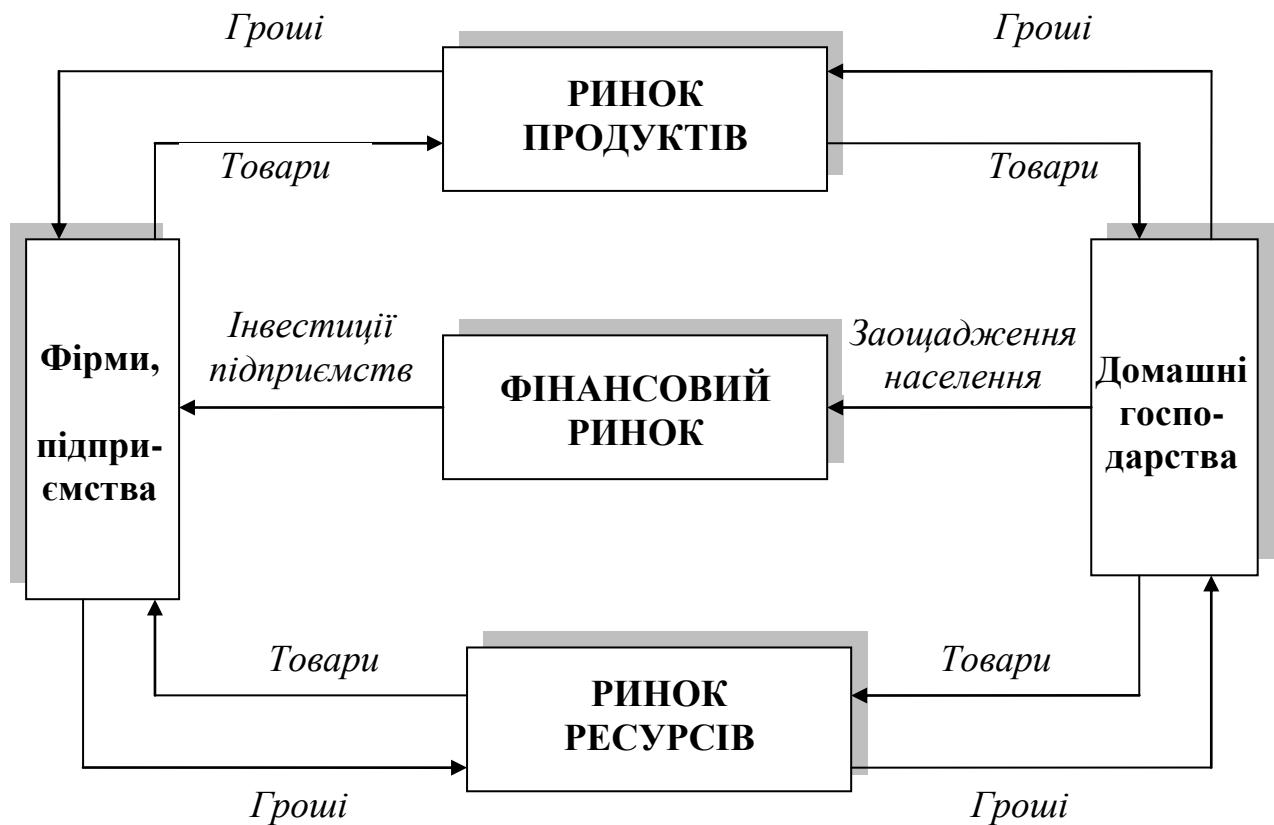 Гроші
Гроші
РИНОК
ПРОДУКТІВ
Товари
Товари
Інвестиції
підприємств
Заощадження
населення
Фірми,
підпри-
ємства
ФІНАНСОВИЙ
РИНОК
Домашні
госпо-
дарства
Товари
Товари
РИНОК
РЕСУРСІВ
Гроші
Гроші